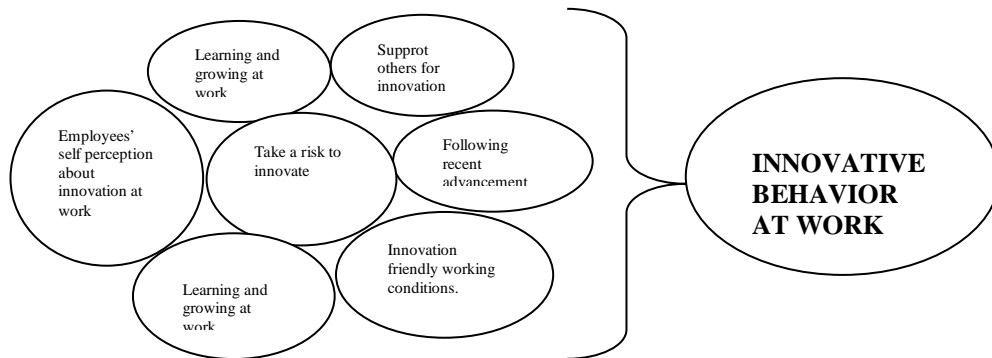 Learning and
growing at
work
Supprot
others for
innovation
Employees’
self perception
about
innovation at
work
Take a risk to
innovate
Following
recent
advancement
INNOVATIVE
BEHAVIOR
AT WORK
Learning and
growing at
work
Innovation
friendly working
conditions.